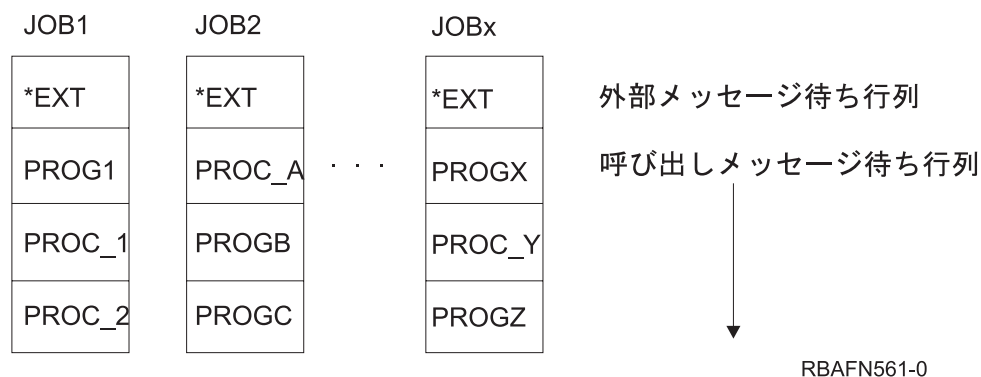 JOB1 JOB2 JOBx
*EXT *EXT *EXT 外部メッセージ待ち行列
PROG1 PROC_A . . . PROGX 呼び出しメッセージ待ち行列
PROC_1 PROGB PROC_Y
PROC_2 PROGC PROGZ
RBAFN561-0